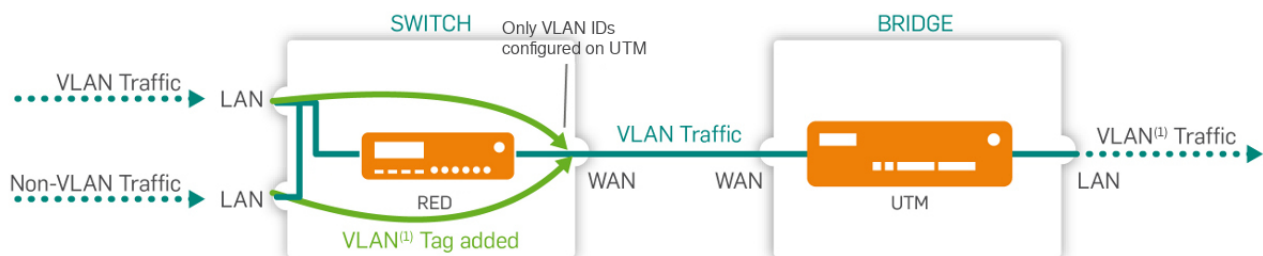 SWITCH
Only VLAN IDs
configured on UTM
BRIDGE
VLAN Traffic
LAN
VLAN Traffic
VLAN(1) Traffic
Non-VLAN Traffic
LAN
RED
WAN
WAN
UTM
LAN
VLAN(1) Tag added